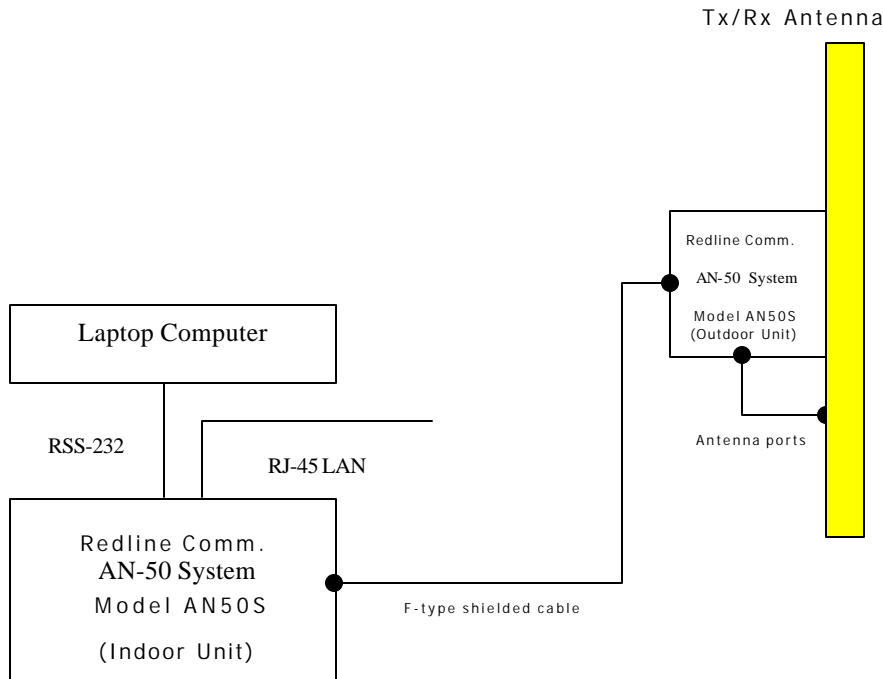 Tx/Rx Antenna
Redline Comm.
AN-50 System
Model AN50S
(Outdoor Unit)
Antenna ports
Laptop Computer
RSS-232
RJ-45 LAN
Redline Comm.
AN-50 System
Model AN50S
(Indoor Unit)
F-type shielded cable